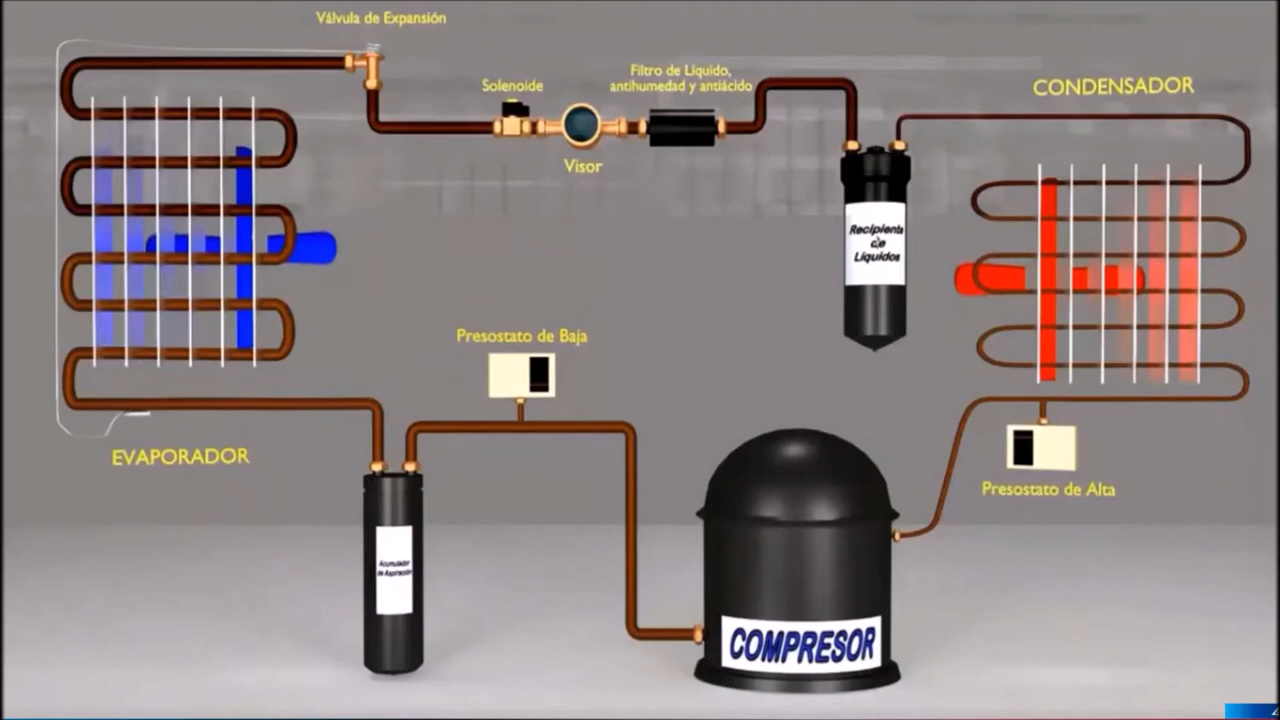 Válvula de Expansión
Solenoide
Filtro de Líquido,
antihumedad y antiácido
CONDENSADOR
Visor
Recipiente
de
Líquidos
Presostato de Baja
EVAPORADOR
Presostato de Alta
Acumulador
de Aspiración
COMPRESOR